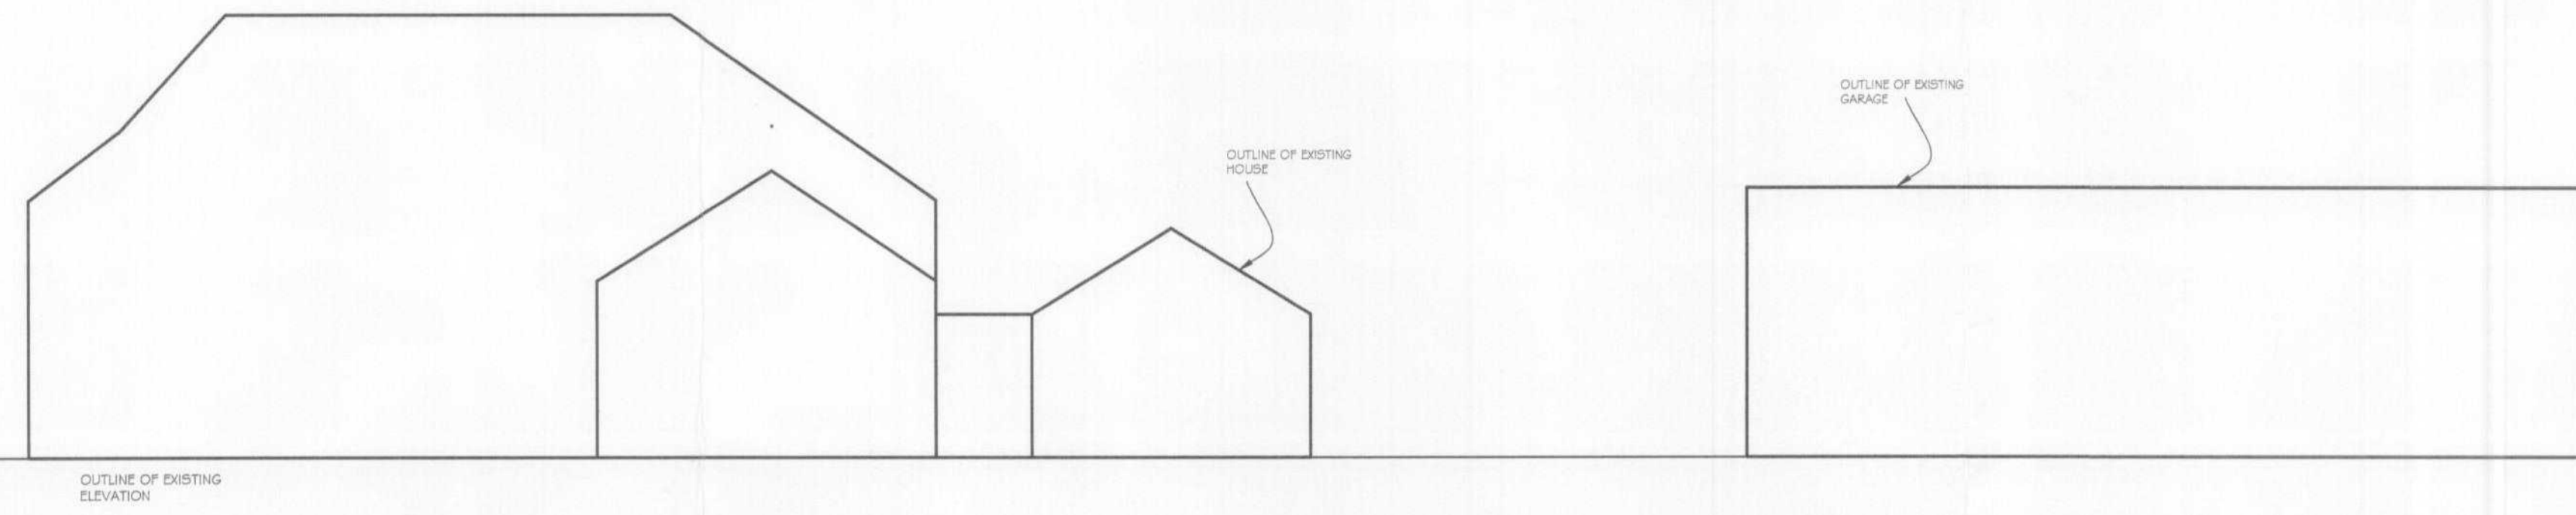 OUTLINE OF EXISTING
GARAGE
OUTLINE OF EXISTING
HOUSE
OUTLINE OF EXISTING
ELEVATION